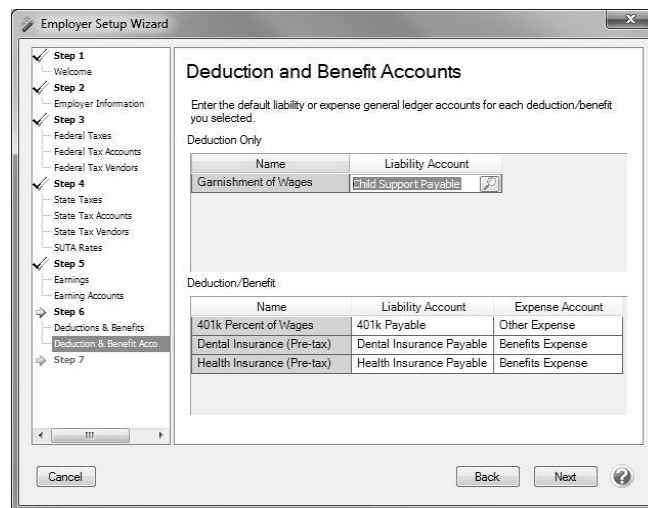 Employer Setup Wizard
Step 1
Welcome
Step 2
Employer Information
Step 3
Federal Taxes
Federal Tax Accounts
Federal Tax Vendors
Step 4
State Taxes
State Tax Accounts
State Tax Vendors
SUTA Rates
Step 5
Earnings
Earning Accounts
Step 6
Deductions & Benefits
Deduction & Benefit Acco
Step 7
Deduction and Benefit Accounts
Enter the default liability or expense general ledger accounts for each deduction/benefit
you selected.
Deduction Only
Name Liability Account
Garnishment of Wages Child Support Payable
Deduction/Benefit
Name Liability Account Expense Account
401k Percent of Wages 401k Payable Other Expense
Dental Insurance (Pre-tax) Dental Insurance Payable Benefits Expense
Health Insurance (Pre-tax) Health Insurance Payable Benefits Expense
Cancel Back Next ?